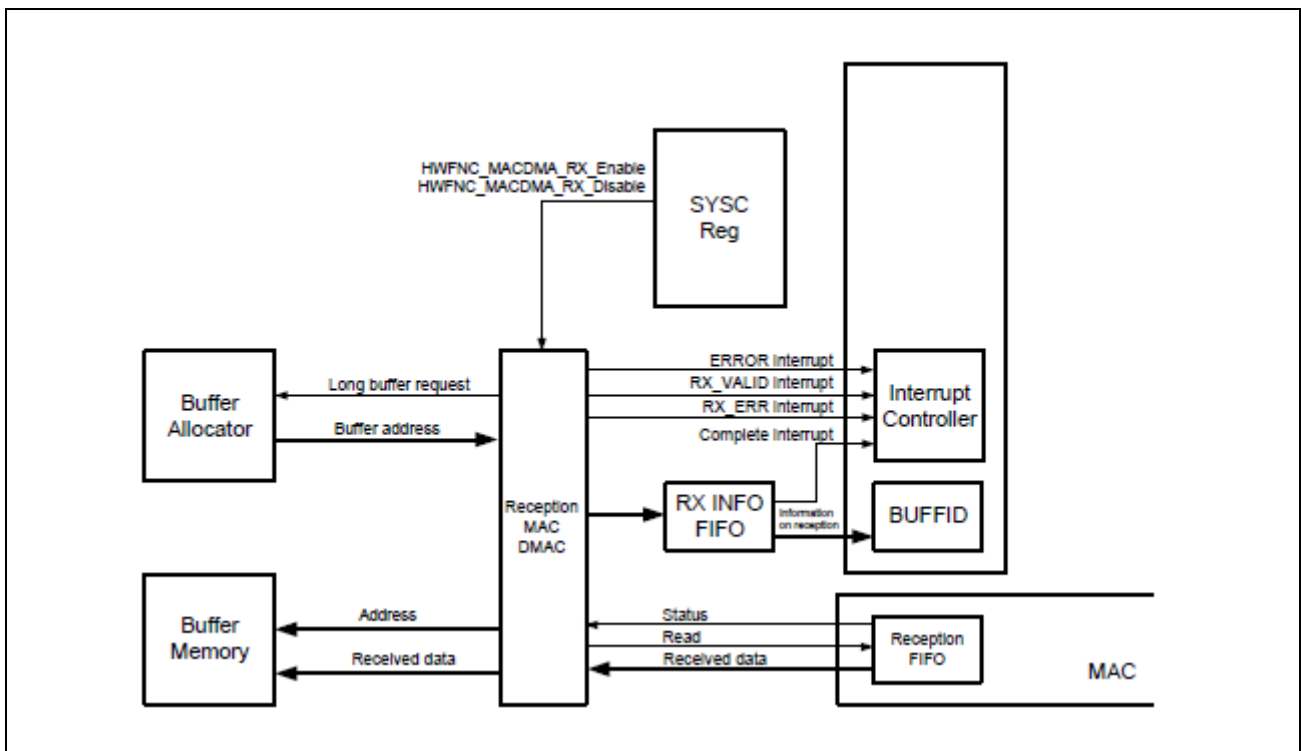 HWFNC_MACDMA_RX_Enable
HWFNC_MACDMA_RX_Disable
SYSC
Reg
Buffer
Allocator
Long buffer request
Buffer address
ERROR Interrupt
RX_VALID Interrupt
RX_ERR Interrupt
Complete Interrupt
Interrupt
Controller
Reception
MAC
DMAC
RX INFO
FIFO
Information
on reception
BUFFID
Buffer
Memory
Address
Received data
Status
Read
Received data
Reception
FIFO
MAC